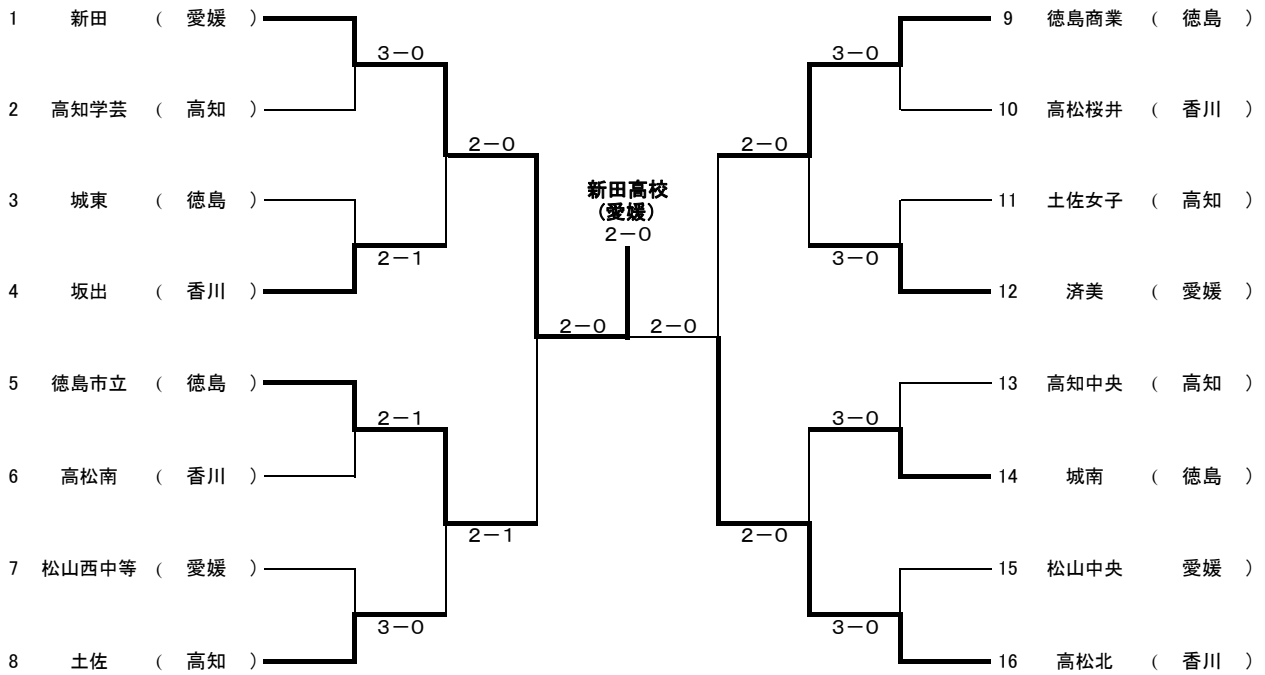 1 新田 ( 愛媛 )
3－0
2 高知学芸 ( 高知 )
2－0
3 城東 ( 徳島 )
2－1
4 坂出 ( 香川 )
2－0
5 徳島市立 ( 徳島 )
2－1
6 高松南 ( 香川 )
2－1
7 松山西中等 ( 愛媛 )
3－0
8 土佐 ( 高知 )
新田高校
(愛媛)
2－0
9 徳島商業 ( 徳島 )
3－0
10 高松桜井 ( 香川 )
2－0
11 土佐女子 ( 高知 )
3－0
12 済美 ( 愛媛 )
2－0
13 高知中央 ( 高知 )
3－0
14 城南 ( 徳島 )
2－0
15 松山中央 愛媛 )
3－0
16 高松北 ( 香川 )